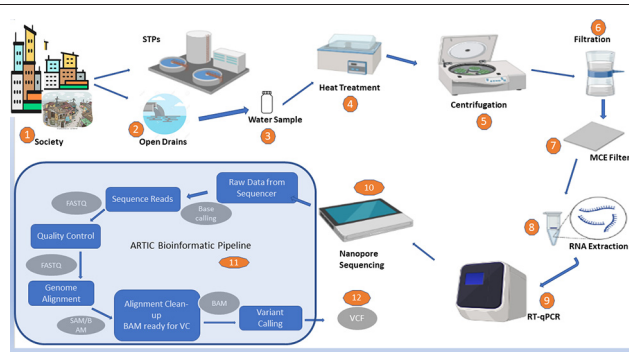 STPs
6
Filtration
Heat Treatment
4
Centrifugation
5
1 Society
2
Open Drains
Water Sample
3
7
MCE Filter
8
RNA Extraction
9
RT-qPCR
10
Nanopore
Sequencing
Raw Data from
Sequencer
Base
calling
Sequence Reads
FASTQ
Quality Control
ARTIC Bioinformatic Pipeline
11
FASTQ
Genome
Alignment
SAM/B
AM
Alignment Clean-
up
BAM ready for VC
BAM
Variant
Calling
12
VCF